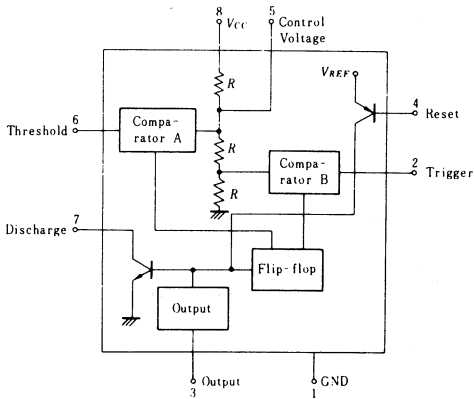 8
VCC
5
Control
Voltage
R
VREF
6
Threshold
Compa-
rator A
4
Reset
R
Compa-
rator B
2
Trigger
R
7
Discharge
Flip-flop
Output
3
Output
GND
1